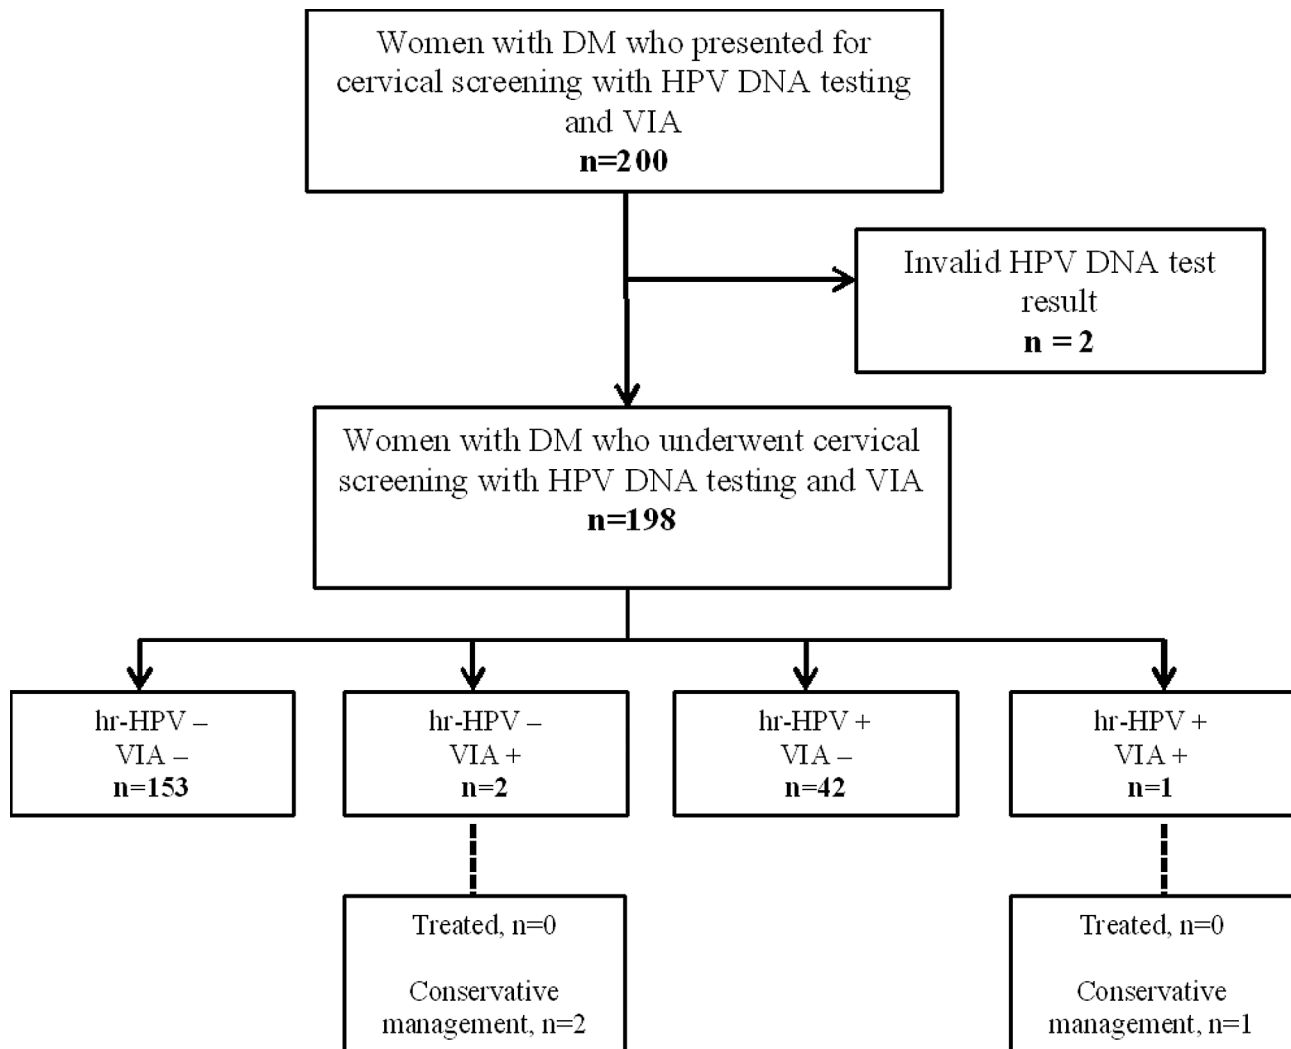 Women with DM who presented for
cervical screening with HPV DNA testing
and VIA
n=200
Invalid HPV DNA test
result
n = 2
Women with DM who underwent cervical
screening with HPV DNA testing and VIA
n=198
hr-HPV –
VIA –
n=153
hr-HPV –
VIA +
n=2
hr-HPV +
VIA –
n=42
hr-HPV +
VIA +
n=1
Treated, n=0
Conservative
management, n=2
Treated, n=0
Conservative
management, n=1